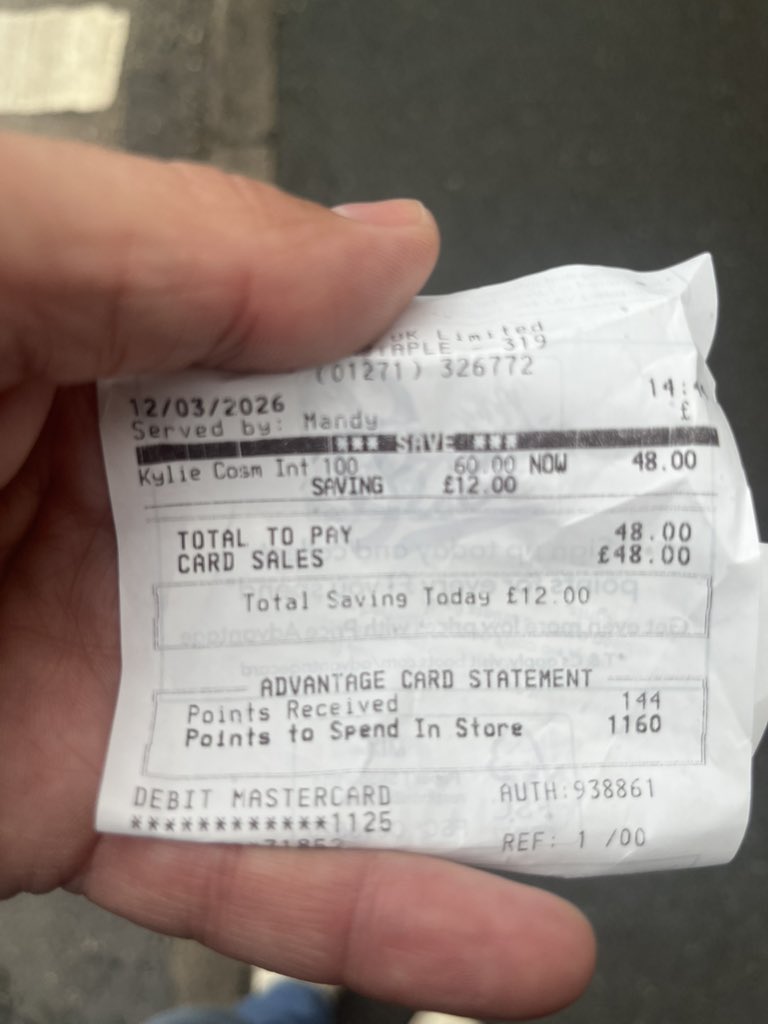 UK Limited
319
(01271) 326772
14:
12/03/2026
£
Served by: Mandy
*** SAVE ***
Kylie Cosm Int 100 60.00 NOW 48.00
SAVING £12.00
TOTAL TO PAY 48.00
CARD SALES £48.00
Total Saving Today £12.00
ADVANTAGE CARD STATEMENT
Points Received 144
Points to Spend In Store 1160
DEBIT MASTERCARD AUTH:938861
************1125
REF: 1 /00